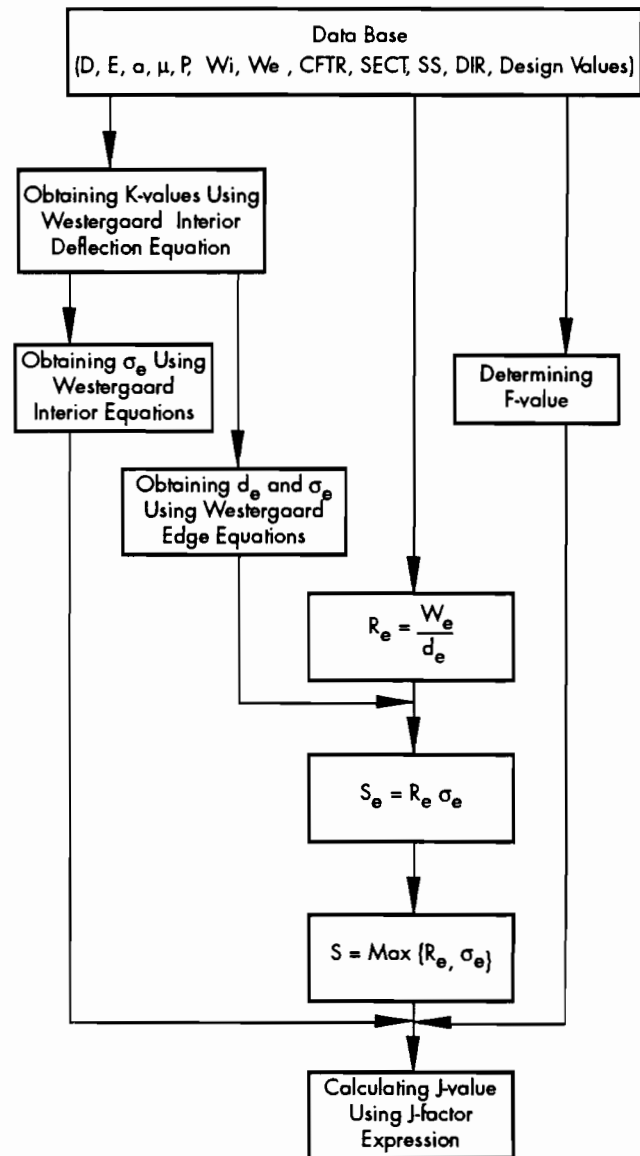 Data Base
(D, E, a, μ, P, Wi, We , CFTR, SECT, SS, DIR, Design Values)
Obtaining K-values Using
Westergaard Interior
Deflection Equation
Obtaining σe Using
Westergaard
Interior Equations
Determining
F-value
Obtaining de and σe
Using Westergaard
Edge Equations
Re = We / de
Se = Re σe
S = Max {Re, σe}
Calculating J-value
Using J-factor
Expression